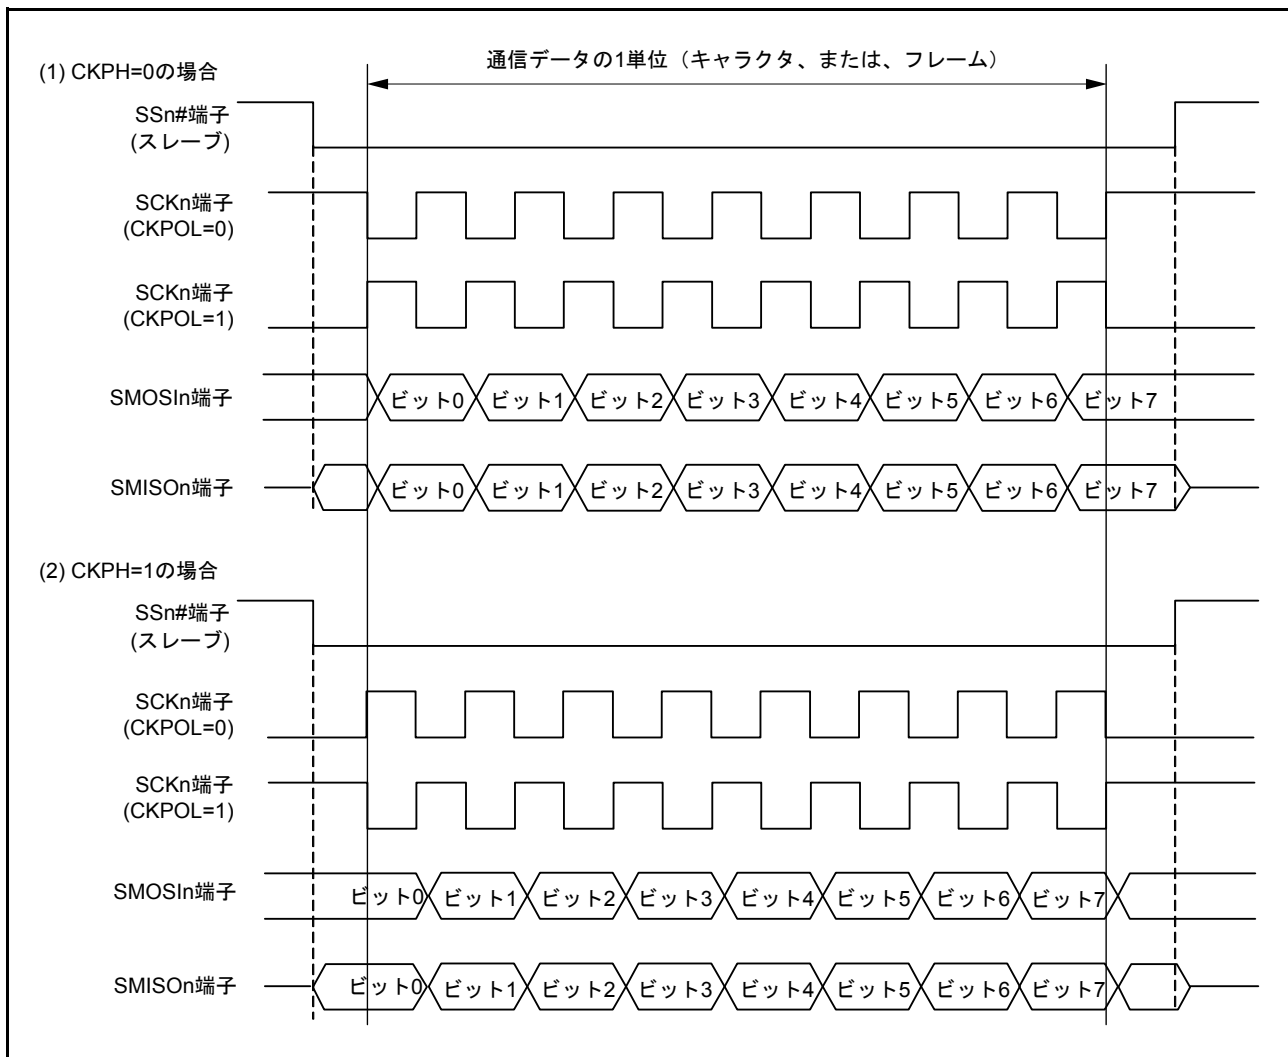 (1) CKPH=0の場合
通信データの1単位（キャラクタ、または、フレーム）
SSn#端子
(スレーブ)
SCKn端子
(CKPOL=0)
SCKn端子
(CKPOL=1)
SMOSIn端子
ビット0 ビット1 ビット2 ビット3 ビット4 ビット5 ビット6 ビット7
SMISOn端子
ビット0 ビット1 ビット2 ビット3 ビット4 ビット5 ビット6 ビット7
(2) CKPH=1の場合
SSn#端子
(スレーブ)
SCKn端子
(CKPOL=0)
SCKn端子
(CKPOL=1)
SMOSIn端子
ビット0 ビット1 ビット2 ビット3 ビット4 ビット5 ビット6 ビット7
SMISOn端子
ビット0 ビット1 ビット2 ビット3 ビット4 ビット5 ビット6 ビット7